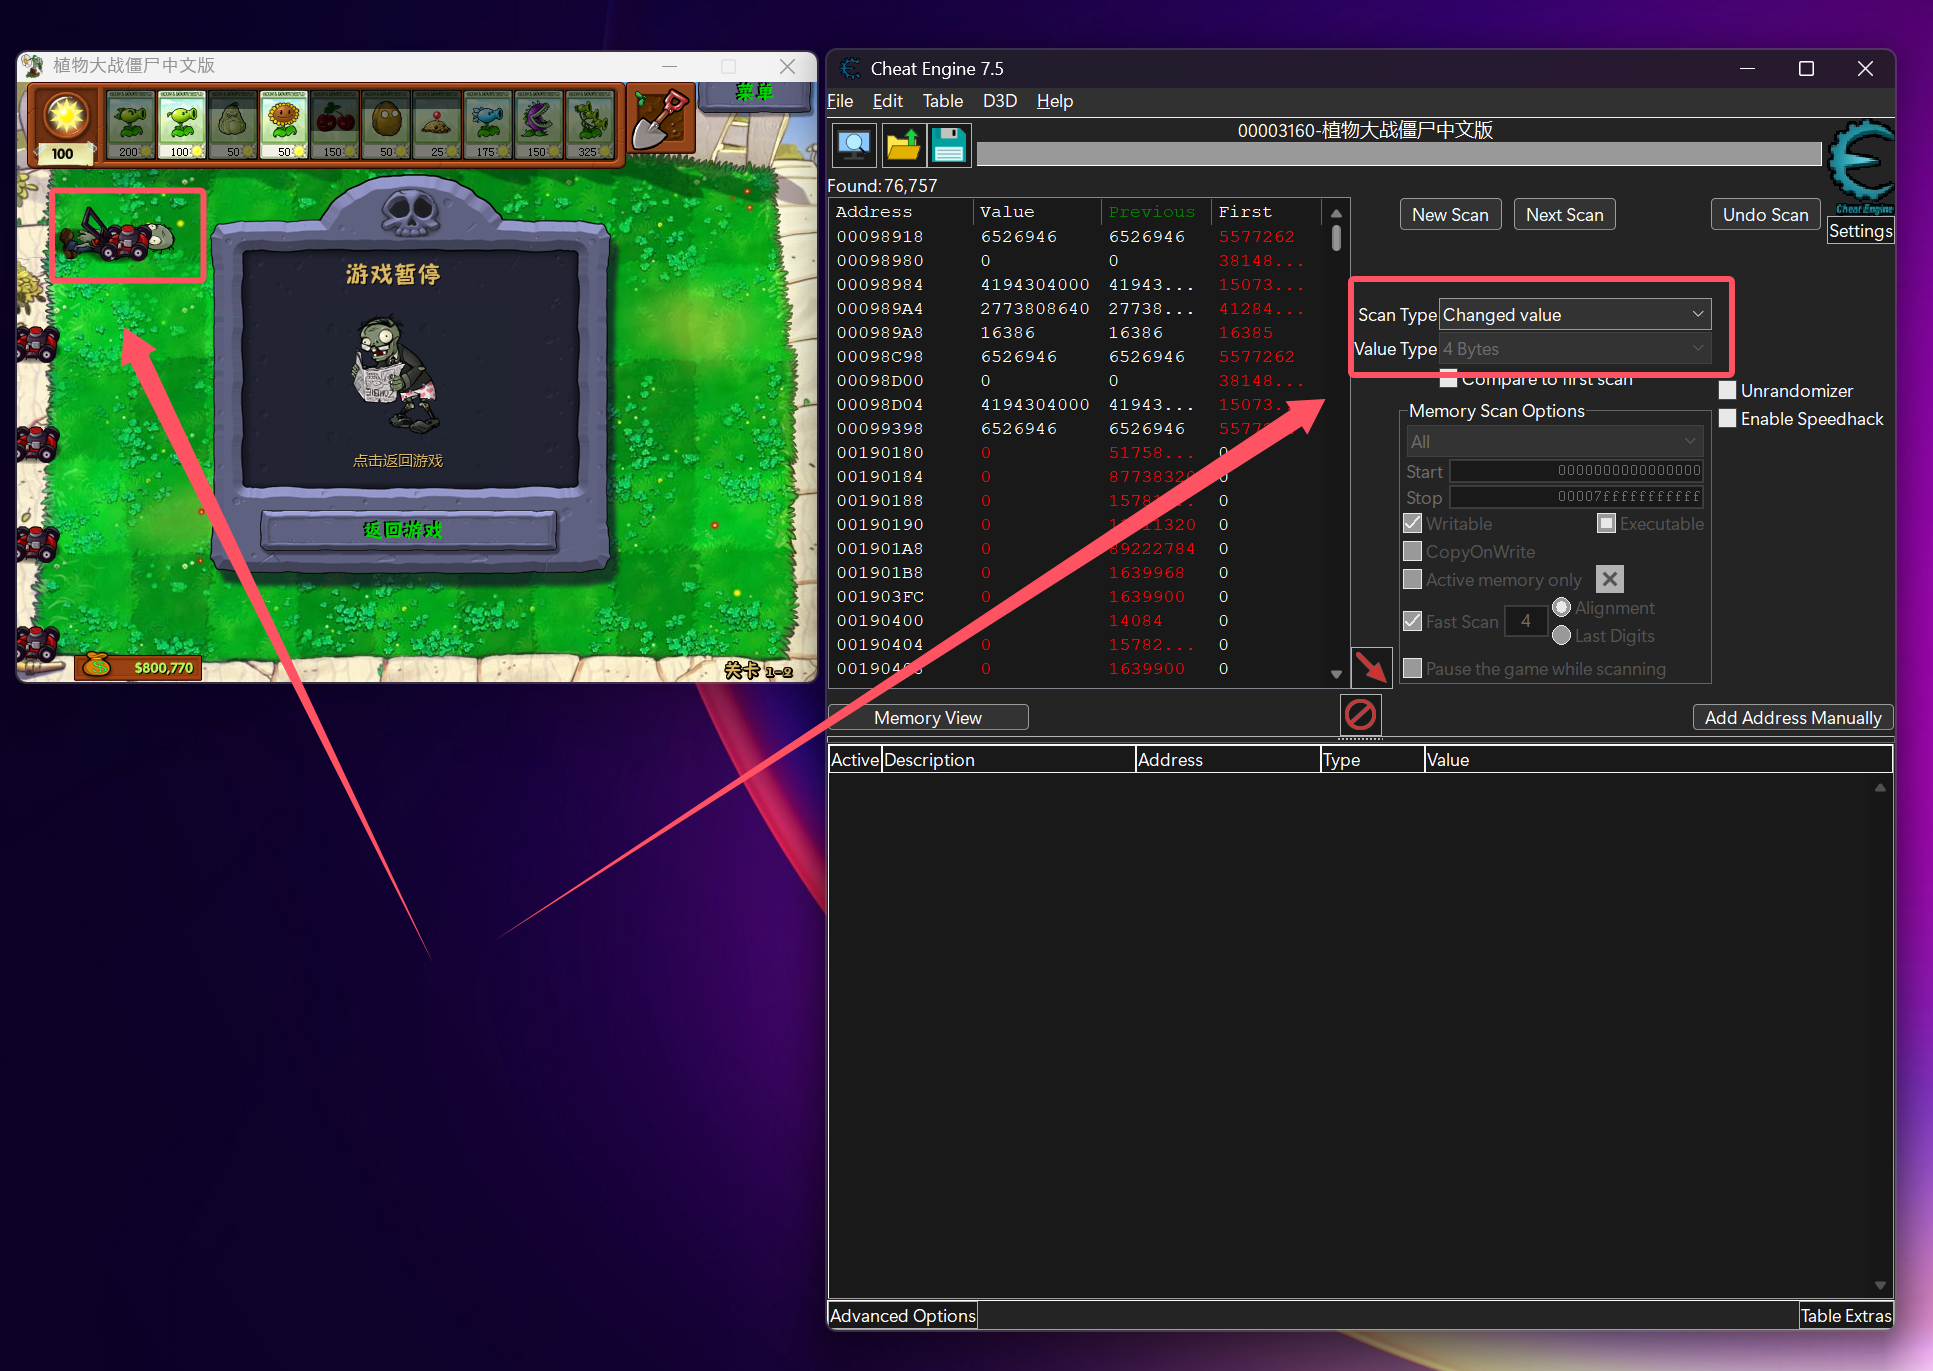 植物大战僵尸中文版
菜单
100
200
100
50
50
150
50
25
175
150
325
游戏暂停
点击返回游戏
返回游戏
$800,770
关卡 1-2
Cheat Engine 7.5
File Edit Table D3D Help
00003160-植物大战僵尸中文版
Found:76,757
Cheat Engine
Settings
New Scan Next Scan Undo Scan
Address Value Previous First
00098918 6526946 6526946 5577262
00098980 0 0 38148...
00098984 4194304000 41943... 15073...
000989A4 2773808640 27738... 41284...
000989A8 16386 16386 16385
00098C98 6526946 6526946 5577262
00098D00 0 0 38148...
00098D04 4194304000 41943... 15073...
00099398 6526946 6526946
00190180 0 51758... 0
00190184 0 87738320 0
00190188 0 0
00190190 0 0
001901A8 0 89222784 0
001901B8 0 1639968 0
001903FC 0 1639900 0
00190400 0 14084 0
00190404 0 15782... 0
0 1639900 0
Scan Type Changed value
Value Type 4 Bytes
Compare to first scan
Unrandomizer
Enable Speedhack
Memory Scan Options
All
Start 0000000000000000
Stop 00007fffffffffff
Writable Executable
CopyOnWrite
Active memory only
Fast Scan 4 Alignment
Last Digits
Pause the game while scanning
Memory View Add Address Manually
Active Description Address Type Value
Advanced Options Table Extras